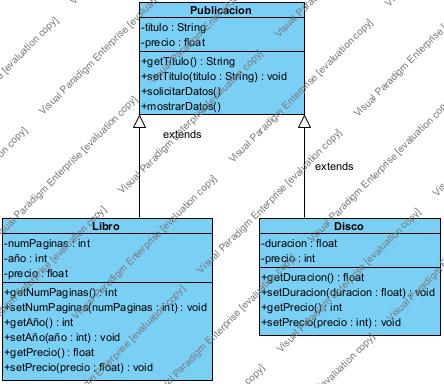 Publicacion
-titulo : String
-precio : float
+getTitulo() : String
+setTitulo(titulo : String) : void
+solicitarDatos()
+mostrarDatos()
extends
extends
Libro
-numPaginas : int
-año : int
-precio : float
+getNumPaginas() : int
+setNumPaginas(numPaginas : int) : void
+getAño() : int
+setAño(año : int) : void
+getPrecio() : float
+setPrecio(precio : float) : void
Disco
-duracion : float
-precio : int
+getDuracion() : float
+setDuracion(duracion : float) : void
+getPrecio() : int
+setPrecio(precio : int) : void
Visual Paradigm Enterprise [evaluation copy]